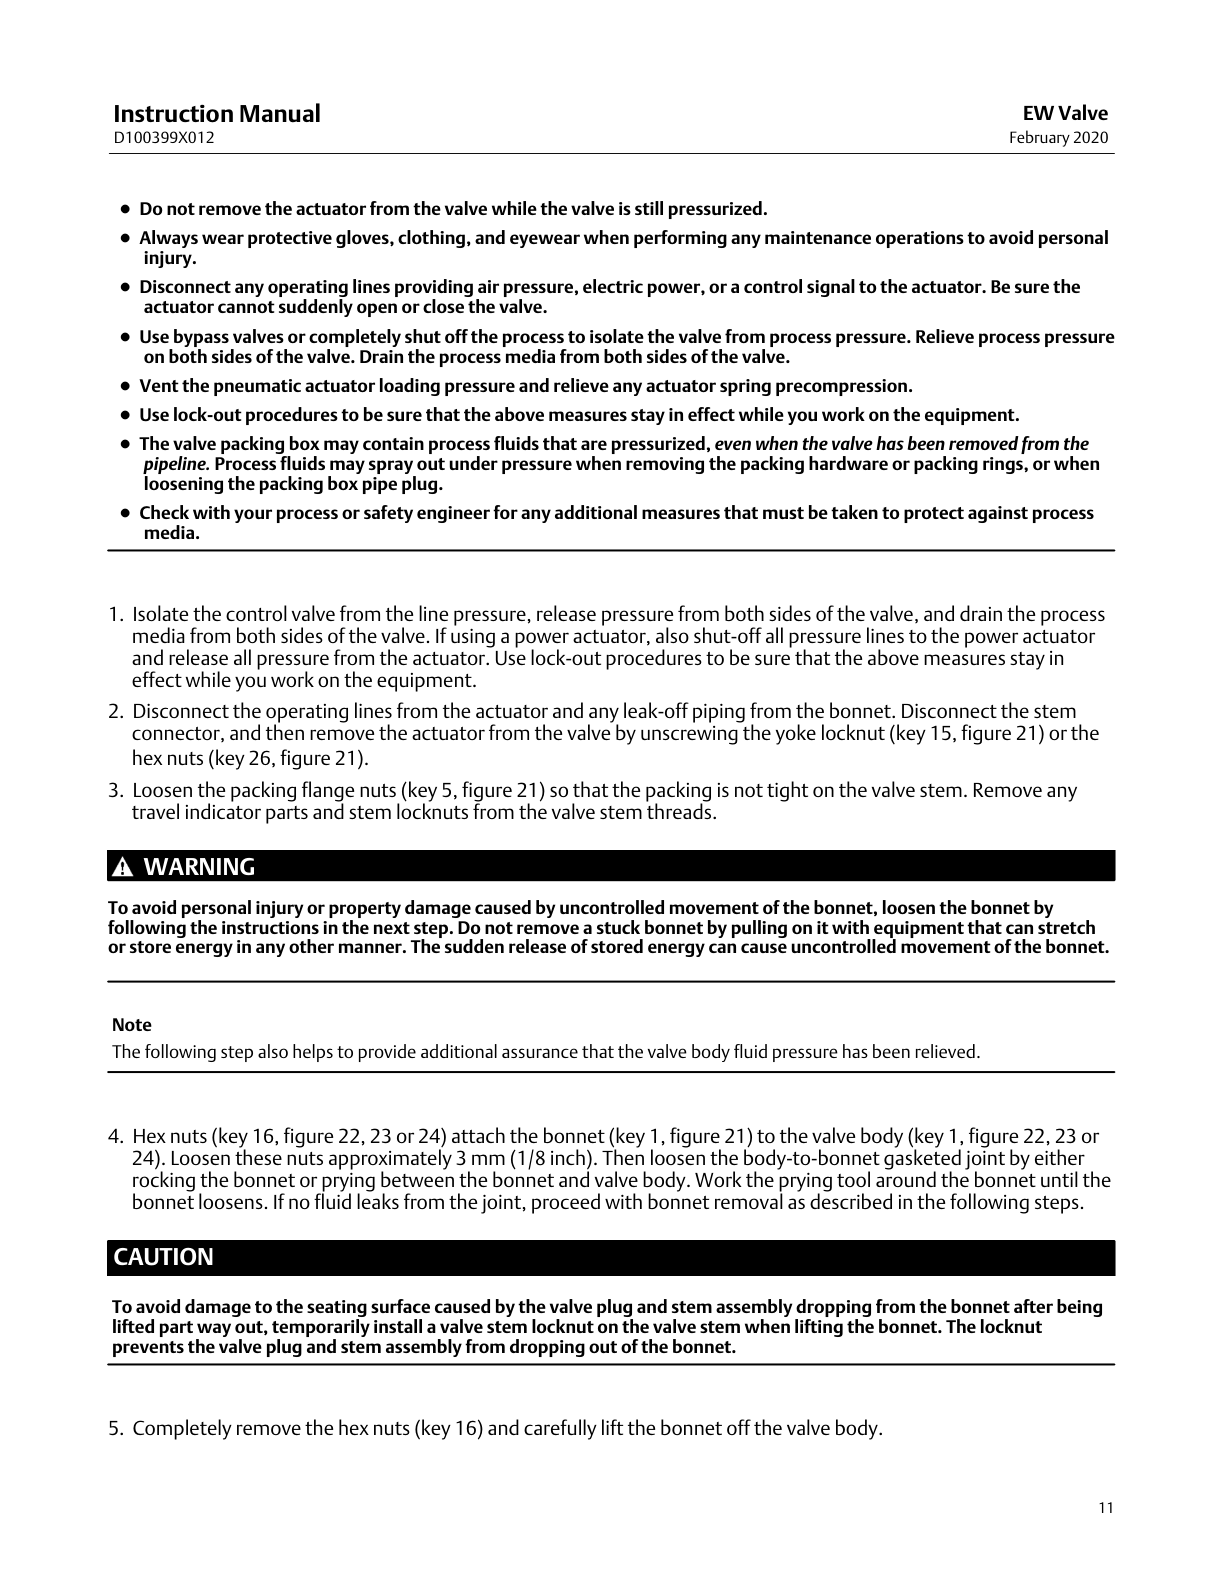 Instruction Manual
D100399X012
EW Valve
February 2020
● Do not remove the actuator from the valve while the valve is still pressurized.
● Always wear protective gloves, clothing, and eyewear when performing any maintenance operations to avoid personal
injury.
● Disconnect any operating lines providing air pressure, electric power, or a control signal to the actuator. Be sure the
actuator cannot suddenly open or close the valve.
● Use bypass valves or completely shut off the process to isolate the valve from process pressure. Relieve process pressure
on both sides of the valve. Drain the process media from both sides of the valve.
● Vent the pneumatic actuator loading pressure and relieve any actuator spring precompression.
● Use lock-out procedures to be sure that the above measures stay in effect while you work on the equipment.
● The valve packing box may contain process fluids that are pressurized, even when the valve has been removed from the
pipeline. Process fluids may spray out under pressure when removing the packing hardware or packing rings, or when
loosening the packing box pipe plug.
● Check with your process or safety engineer for any additional measures that must be taken to protect against process
media.
1. Isolate the control valve from the line pressure, release pressure from both sides of the valve, and drain the process
media from both sides of the valve. If using a power actuator, also shut-off all pressure lines to the power actuator
and release all pressure from the actuator. Use lock-out procedures to be sure that the above measures stay in
effect while you work on the equipment.
2. Disconnect the operating lines from the actuator and any leak-off piping from the bonnet. Disconnect the stem
connector, and then remove the actuator from the valve by unscrewing the yoke locknut (key 15, figure 21) or the
hex nuts (key 26, figure 21).
3. Loosen the packing flange nuts (key 5, figure 21) so that the packing is not tight on the valve stem. Remove any
travel indicator parts and stem locknuts from the valve stem threads.
WARNING
To avoid personal injury or property damage caused by uncontrolled movement of the bonnet, loosen the bonnet by
following the instructions in the next step. Do not remove a stuck bonnet by pulling on it with equipment that can stretch
or store energy in any other manner. The sudden release of stored energy can cause uncontrolled movement of the bonnet.
Note
The following step also helps to provide additional assurance that the valve body fluid pressure has been relieved.
4. Hex nuts (key 16, figure 22, 23 or 24) attach the bonnet (key 1, figure 21) to the valve body (key 1, figure 22, 23 or
24). Loosen these nuts approximately 3 mm (1/8 inch). Then loosen the body-to-bonnet gasketed joint by either
rocking the bonnet or prying between the bonnet and valve body. Work the prying tool around the bonnet until the
bonnet loosens. If no fluid leaks from the joint, proceed with bonnet removal as described in the following steps.
CAUTION
To avoid damage to the seating surface caused by the valve plug and stem assembly dropping from the bonnet after being
lifted part way out, temporarily install a valve stem locknut on the valve stem when lifting the bonnet. The locknut
prevents the valve plug and stem assembly from dropping out of the bonnet.
5. Completely remove the hex nuts (key 16) and carefully lift the bonnet off the valve body.
11